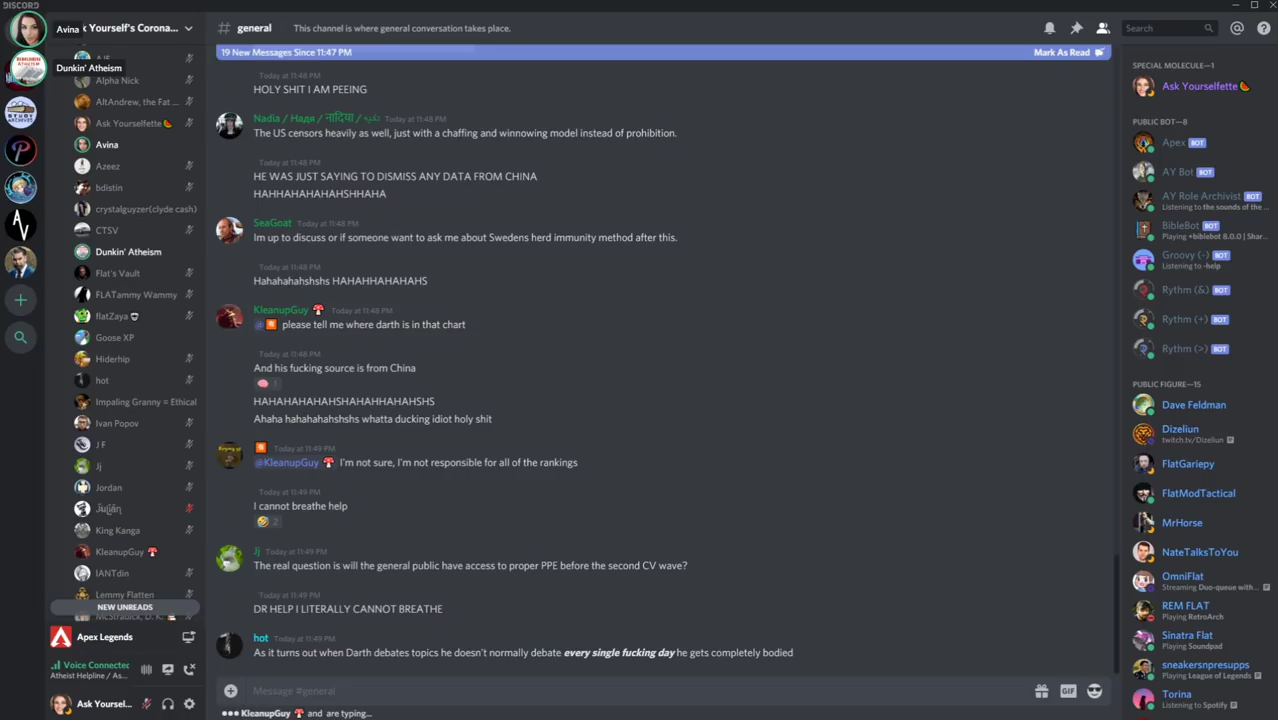 DISCORD
Avina
Dunkin' Atheism
sk Yourself's Corona...
AJE
Alpha Nick
AltAndrew, the Fat ...
Ask Yourselfette
Avina
Azeez
bdistin
crystalguyzer(clyde cash)
CTSV
Dunkin' Atheism
Flat's Vault
FLATammy Wammy
flatZaya
Goose XP
Hiderhip
hot
Impaling Granny = Ethical
Ivan Popov
J F
Jj
Jordan
King Kanga
KleanupGuy
IANTdin
Lemmy Flatten
NEW UNREADS
McStradick, D. K.
Apex Legends
Voice Connected
Atheist Helpline / As...
Ask Yoursel...
# general
This channel is where general conversation takes place.
Search
19 New Messages Since 11:47 PM
Mark As Read
Today at 11:48 PM
HOLY SHIT I AM PEEING
Nadia / Надя / नादिया / Today at 11:48 PM
The US censors heavily as well, just with a chaffing and winnowing model instead of prohibition.
Today at 11:48 PM
HE WAS JUST SAYING TO DISMISS ANY DATA FROM CHINA
HAHHAHAHAHAHSHHAHA
SeaGoat Today at 11:48 PM
Im up to discuss or if someone want to ask me about Swedens herd immunity method after this.
Today at 11:48 PM
Hahahahahshshs HAHAHHAHAHAHS
KleanupGuy Today at 11:48 PM
@ please tell me where darth is in that chart
Today at 11:48 PM
And his fucking source is from China
1
HAHAHAHAHAHSHAHAHHAHAHSHS
Ahaha hahahahahshshs whatta ducking idiot holy shit
Today at 11:49 PM
@KleanupGuy I'm not sure, I'm not responsible for all of the rankings
Today at 11:49 PM
I cannot breathe help
2
Jj Today at 11:49 PM
The real question is will the general public have access to proper PPE before the second CV wave?
Today at 11:49 PM
DR HELP I LITERALLY CANNOT BREATHE
hot Today at 11:49 PM
As it turns out when Darth debates topics he doesn't normally debate every single fucking day he gets completely bodied
Message #general
GIF
KleanupGuy and are typing...
SPECIAL MOLECULE—1
Ask Yourselfette
PUBLIC BOT—8
Apex BOT
AY Bot BOT
AY Role Archivist BOT
Listening to the sounds of the...
BibleBot BOT
Playing +biblebot 8.0.0 | Shar...
Groovy (-) BOT
Listening to -help
Rythm (&) BOT
Rythm (+) BOT
Rythm (>) BOT
PUBLIC FIGURE—15
Dave Feldman
Dizeliun
twitch.tv/Dizeliun
FlatGariepy
FlatModTactical
MrHorse
NateTalksToYou
OmniFlat
Streaming Duo-queue with...
REM FLAT
Playing RetroArch
Sinatra Flat
Playing Soundpad
sneakersnpresupps
Playing League of Legends
Torina
Listening to Spotify